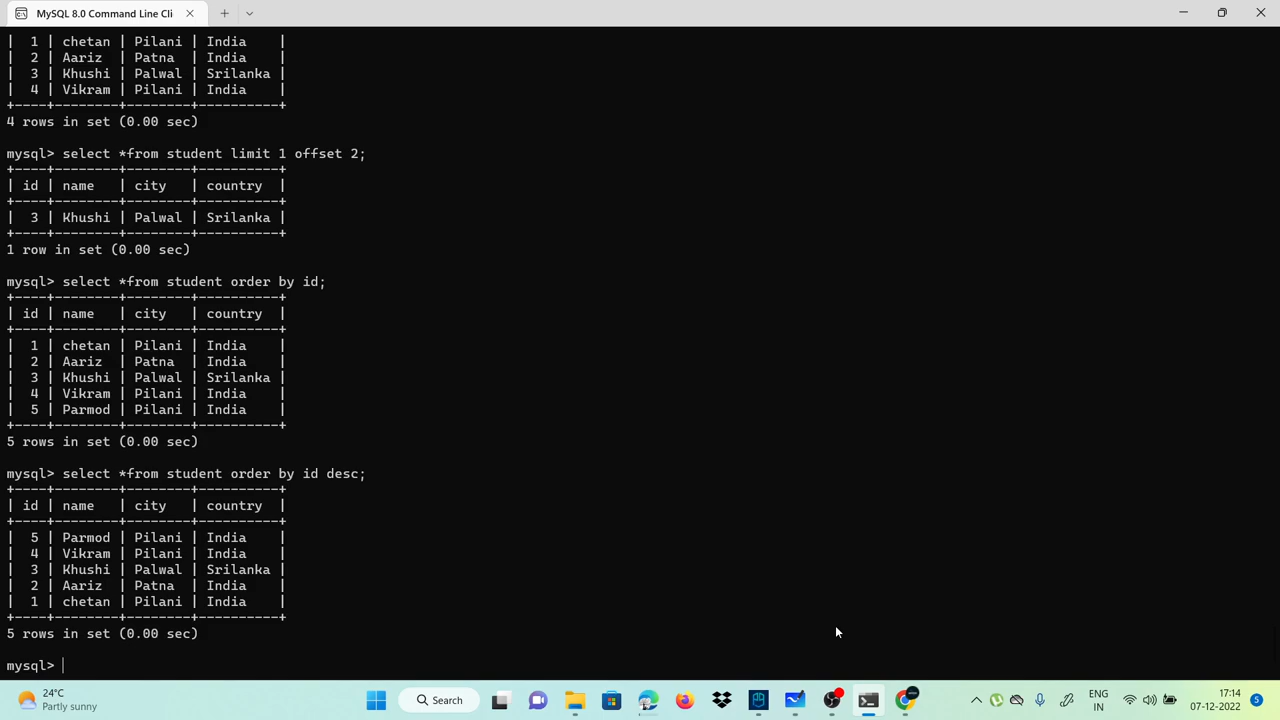 MySQL 8.0 Command Line Cli
|  1 | chetan | Pilani | India    |
|  2 | Aariz  | Patna  | India    |
|  3 | Khushi | Palwal | Srilanka |
|  4 | Vikram | Pilani | India    |
+----+--------+--------+----------+
4 rows in set (0.00 sec)
mysql> select *from student limit 1 offset 2;
+----+--------+--------+----------+
| id | name   | city   | country  |
+----+--------+--------+----------+
|  3 | Khushi | Palwal | Srilanka |
+----+--------+--------+----------+
1 row in set (0.00 sec)
mysql> select *from student order by id;
+----+--------+--------+----------+
| id | name   | city   | country  |
+----+--------+--------+----------+
|  1 | chetan | Pilani | India    |
|  2 | Aariz  | Patna  | India    |
|  3 | Khushi | Palwal | Srilanka |
|  4 | Vikram | Pilani | India    |
|  5 | Parmod | Pilani | India    |
+----+--------+--------+----------+
5 rows in set (0.00 sec)
mysql> select *from student order by id desc;
+----+--------+--------+----------+
| id | name   | city   | country  |
+----+--------+--------+----------+
|  5 | Parmod | Pilani | India    |
|  4 | Vikram | Pilani | India    |
|  3 | Khushi | Palwal | Srilanka |
|  2 | Aariz  | Patna  | India    |
|  1 | chetan | Pilani | India    |
+----+--------+--------+----------+
5 rows in set (0.00 sec)
mysql>
24°C
Partly sunny
Search
ENG
IN
17:14
07-12-2022
5